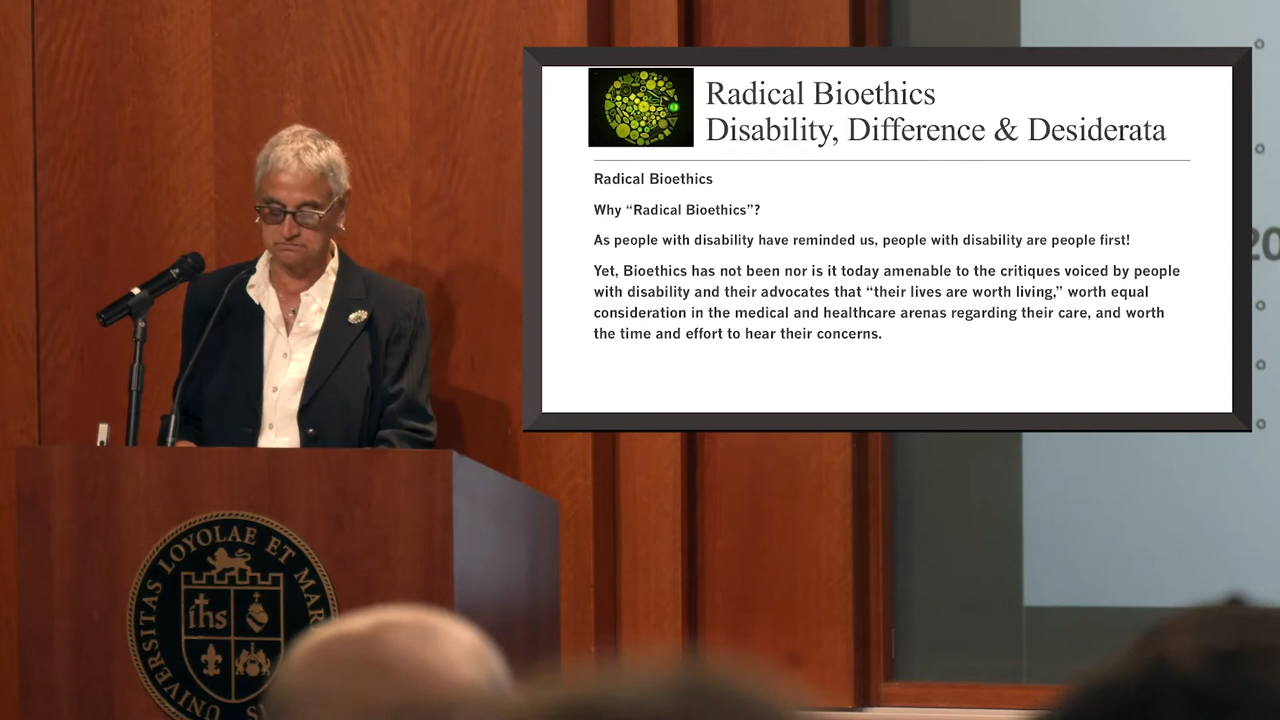 Radical Bioethics
Disability, Difference & Desiderata
Radical Bioethics
Why “Radical Bioethics”?
As people with disability have reminded us, people with disability are people first!
Yet, Bioethics has not been nor is it today amenable to the critiques voiced by people
with disability and their advocates that “their lives are worth living,” worth equal
consideration in the medical and healthcare arenas regarding their care, and worth
the time and effort to hear their concerns.
20
UNIVERSITAS LOYOLAE ET MAR
ihs